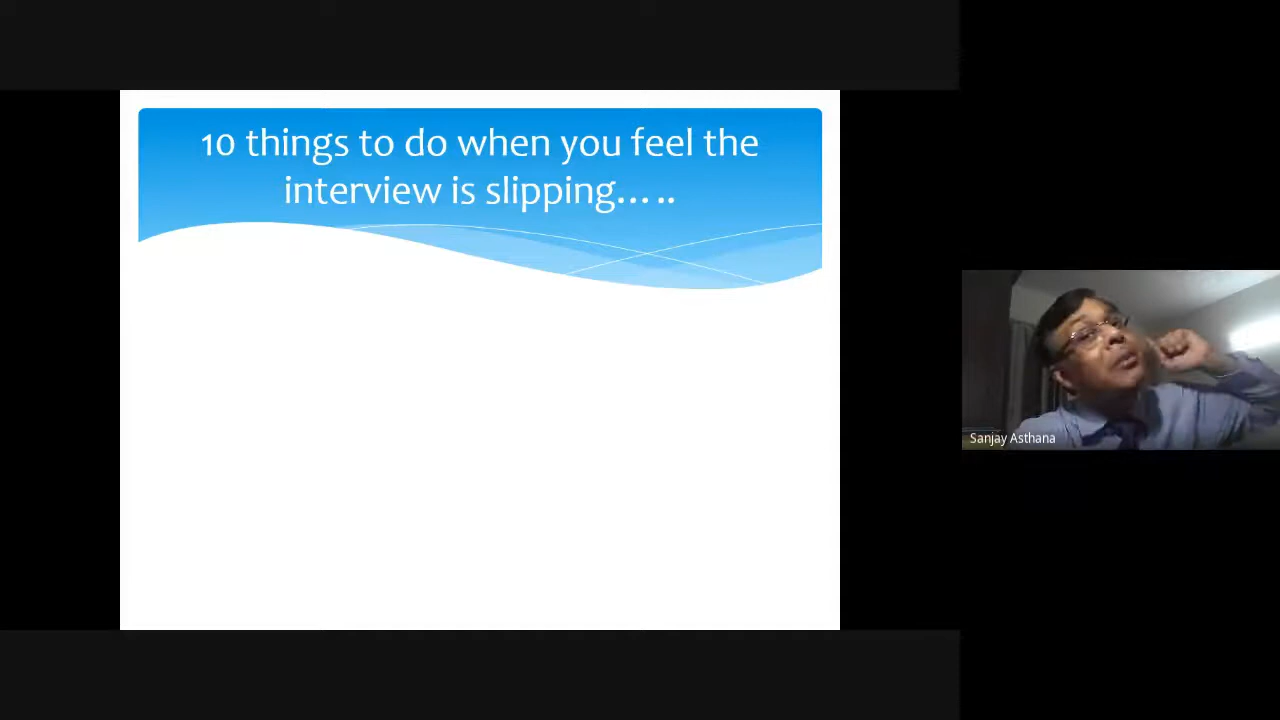 10 things to do when you feel the
interview is slipping.....
Sanjay Asthana